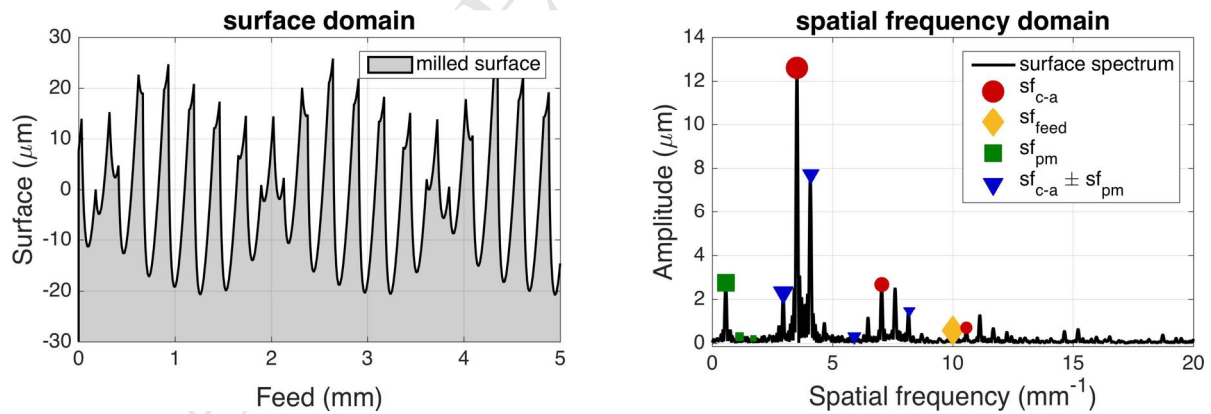 surface domain
30
20
10
0
-10
-20
-30
0
1
2
3
4
5
Surface (μm)
Feed (mm)
milled surface
spatial frequency domain
14
12
10
8
6
4
2
0
0
5
10
15
20
Amplitude (μm)
Spatial frequency (mm-1)
surface spectrum
sfc-a
sffeed
sfpm
sfc-a ± sfpm